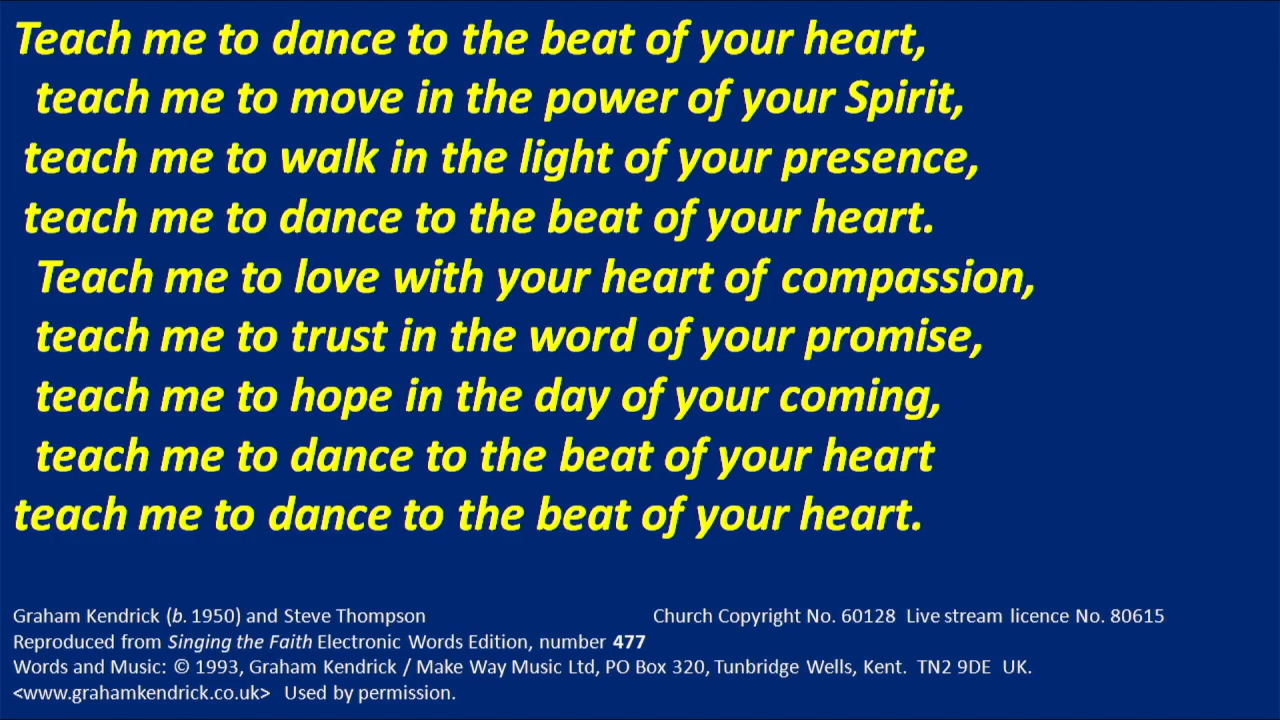 Teach me to dance to the beat of your heart,
teach me to move in the power of your Spirit,
teach me to walk in the light of your presence,
teach me to dance to the beat of your heart.
Teach me to love with your heart of compassion,
teach me to trust in the word of your promise,
teach me to hope in the day of your coming,
teach me to dance to the beat of your heart
teach me to dance to the beat of your heart.
Graham Kendrick (b. 1950) and Steve Thompson Church Copyright No. 60128 Live stream licence No. 80615
Reproduced from Singing the Faith Electronic Words Edition, number 477
Words and Music: © 1993, Graham Kendrick / Make Way Music Ltd, PO Box 320, Tunbridge Wells, Kent. TN2 9DE UK.
<www.grahamkendrick.co.uk> Used by permission.